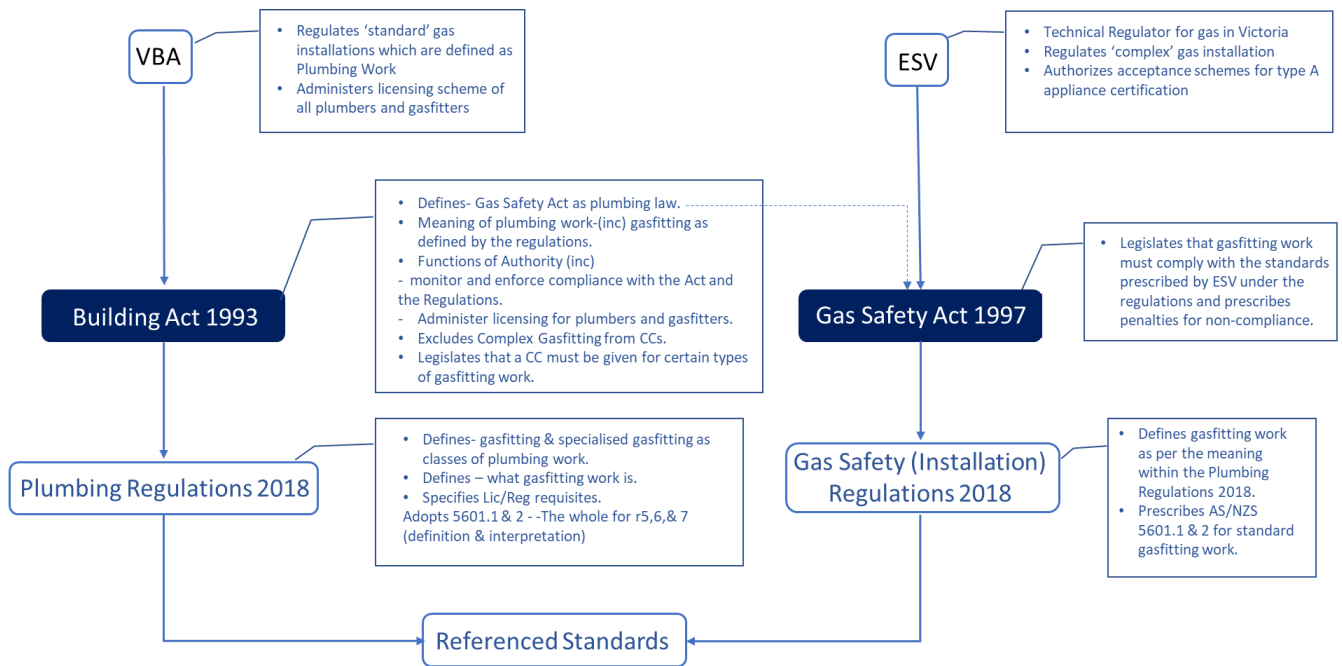 VBA
• Regulates ‘standard’ gas
installations which are defined as
Plumbing Work
• Administers licensing scheme of
all plumbers and gasfitters
ESV
• Technical Regulator for gas in Victoria
• Regulates ‘complex’ gas installation
• Authorizes acceptance schemes for type A
appliance certification
• Defines- Gas Safety Act as plumbing law.
• Meaning of plumbing work-(inc) gasfitting as
defined by the regulations.
• Functions of Authority (inc)
- monitor and enforce compliance with the Act and
the Regulations.
- Administer licensing for plumbers and gasfitters.
• Excludes Complex Gasfitting from CCs.
• Legislates that a CC must be given for certain types
of gasfitting work.
Building Act 1993
Gas Safety Act 1997
• Legislates that gasfitting work
must comply with the standards
prescribed by ESV under the
regulations and prescribes
penalties for non-compliance.
• Defines- gasfitting & specialised gasfitting as
classes of plumbing work.
• Defines – what gasfitting work is.
• Specifies Lic/Reg requisites.
Adopts 5601.1 & 2 - -The whole for r5,6,& 7
(definition & interpretation)
Plumbing Regulations 2018
Gas Safety (Installation)
Regulations 2018
• Defines gasfitting work
as per the meaning
within the Plumbing
Regulations 2018.
• Prescribes AS/NZS
5601.1 & 2 for standard
gasfitting work.
Referenced Standards